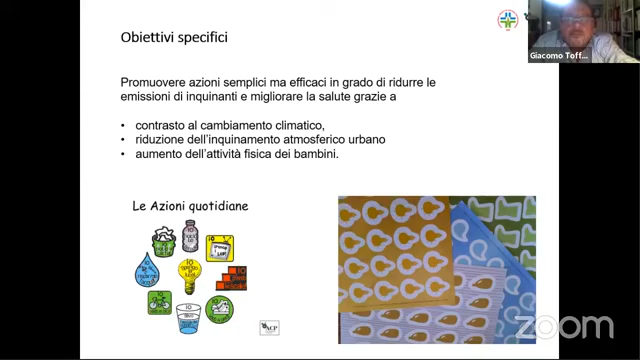 Obiettivi specifici
Giacomo Toff...
Promuovere azioni semplici ma efficaci in grado di ridurre le
emissioni di inquinanti e migliorare la salute grazie a
• contrasto al cambiamento climatico,
• riduzione dell'inquinamento atmosferico urbano
• aumento dell'attività fisica dei bambini.
Le Azioni quotidiane
ACP
zoom